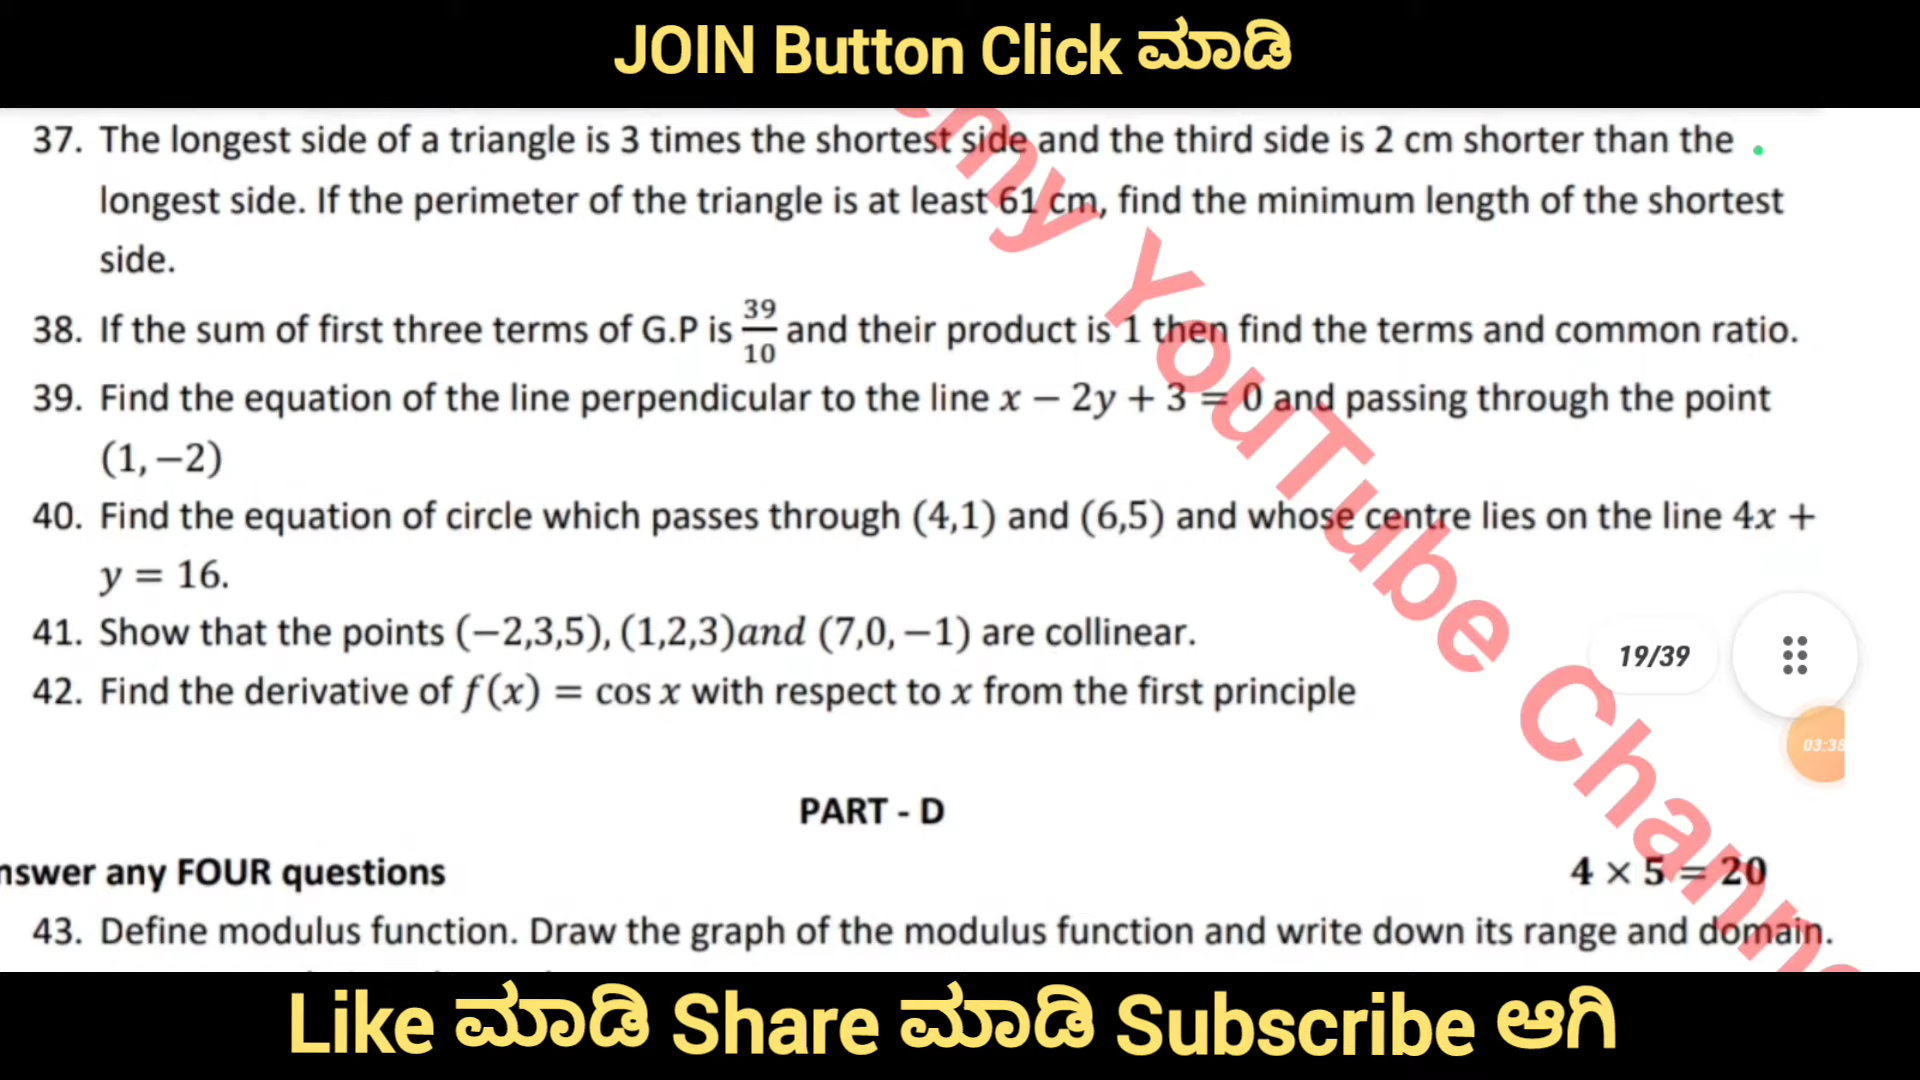 JOIN Button Click ಮಾಡಿ
37. The longest side of a triangle is 3 times the shortest side and the third side is 2 cm shorter than the
longest side. If the perimeter of the triangle is at least 61 cm, find the minimum length of the shortest
side.
38. If the sum of first three terms of G.P is 39/10 and their product is 1 then find the terms and common ratio.
39. Find the equation of the line perpendicular to the line x − 2y + 3 = 0 and passing through the point
(1, −2)
40. Find the equation of circle which passes through (4,1) and (6,5) and whose centre lies on the line 4x +
y = 16.
41. Show that the points (−2,3,5), (1,2,3)and (7,0, −1) are collinear.
19/39
42. Find the derivative of f(x) = cos x with respect to x from the first principle
03:38
PART - D
nswer any FOUR questions 4 × 5 = 20
43. Define modulus function. Draw the graph of the modulus function and write down its range and domain.
my YouTube Channe
Like ಮಾಡಿ Share ಮಾಡಿ Subscribe ಆಗಿ